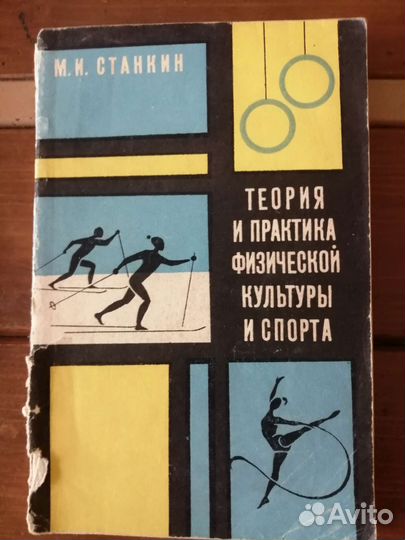 М.И. СТАНКИН
ТЕОРИЯ
И ПРАКТИКА
ФИЗИЧЕСКОЙ
КУЛЬТУРЫ
И СПОРТА
Avito